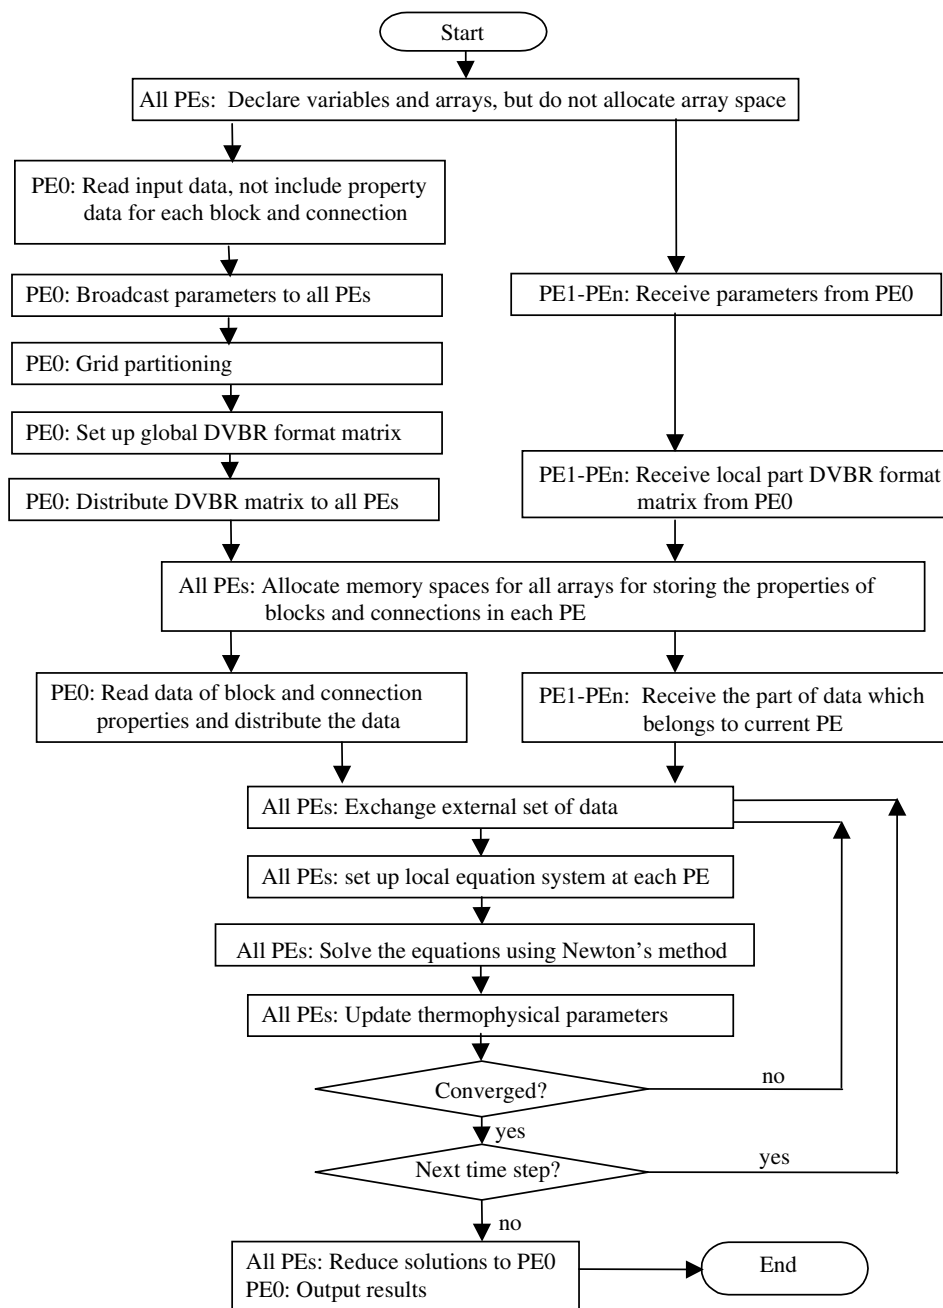 Start
All PEs: Declare variables and arrays, but do not allocate array space
PE0: Read input data, not include property
data for each block and connection
PE0: Broadcast parameters to all PEs
PE1-PEn: Receive parameters from PE0
PE0: Grid partitioning
PE0: Set up global DVBR format matrix
PE0: Distribute DVBR matrix to all PEs
PE1-PEn: Receive local part DVBR format
matrix from PE0
All PEs: Allocate memory spaces for all arrays for storing the properties of
blocks and connections in each PE
PE0: Read data of block and connection
properties and distribute the data
PE1-PEn: Receive the part of data which
belongs to current PE
All PEs: Exchange external set of data
All PEs: set up local equation system at each PE
All PEs: Solve the equations using Newton's method
All PEs: Update thermophysical parameters
Converged?
no
yes
Next time step?
yes
no
All PEs: Reduce solutions to PE0
PE0: Output results
End